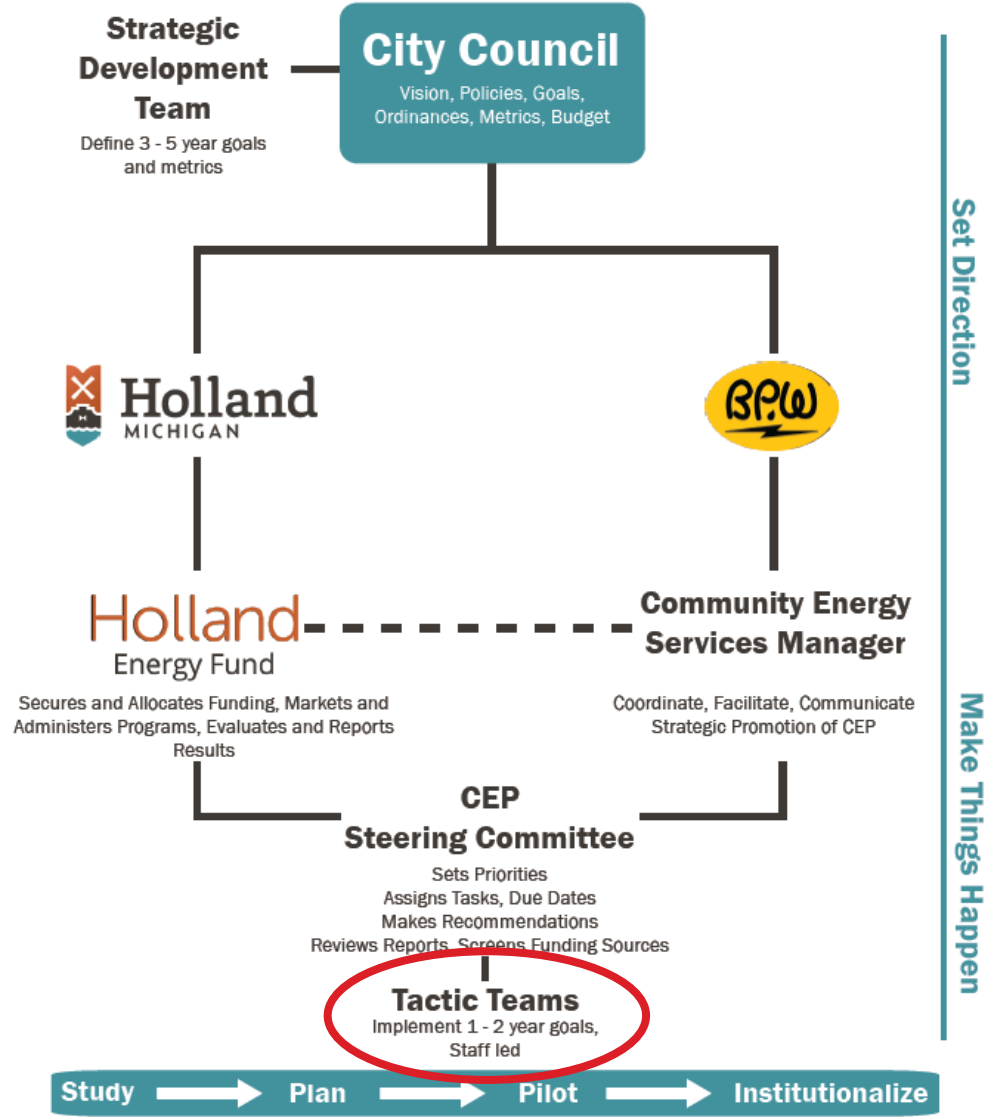 Strategic
Development
Team
Define 3 - 5 year goals
and metrics
City Council
Vision, Policies, Goals,
Ordinances, Metrics, Budget
Set Direction
Holland
MICHIGAN
H
BPW
Holland
Energy Fund
Secures and Allocates Funding, Markets and
Administers Programs, Evaluates and Reports
Results
Community Energy
Services Manager
Coordinate, Facilitate, Communicate
Strategic Promotion of CEP
Make Things Happen
CEP
Steering Committee
Sets Priorities
Assigns Tasks, Due Dates
Makes Recommendations
Reviews Reports, Screens Funding Sources
Tactic Teams
Implement 1 - 2 year goals,
Staff led
Study Plan Pilot Institutionalize